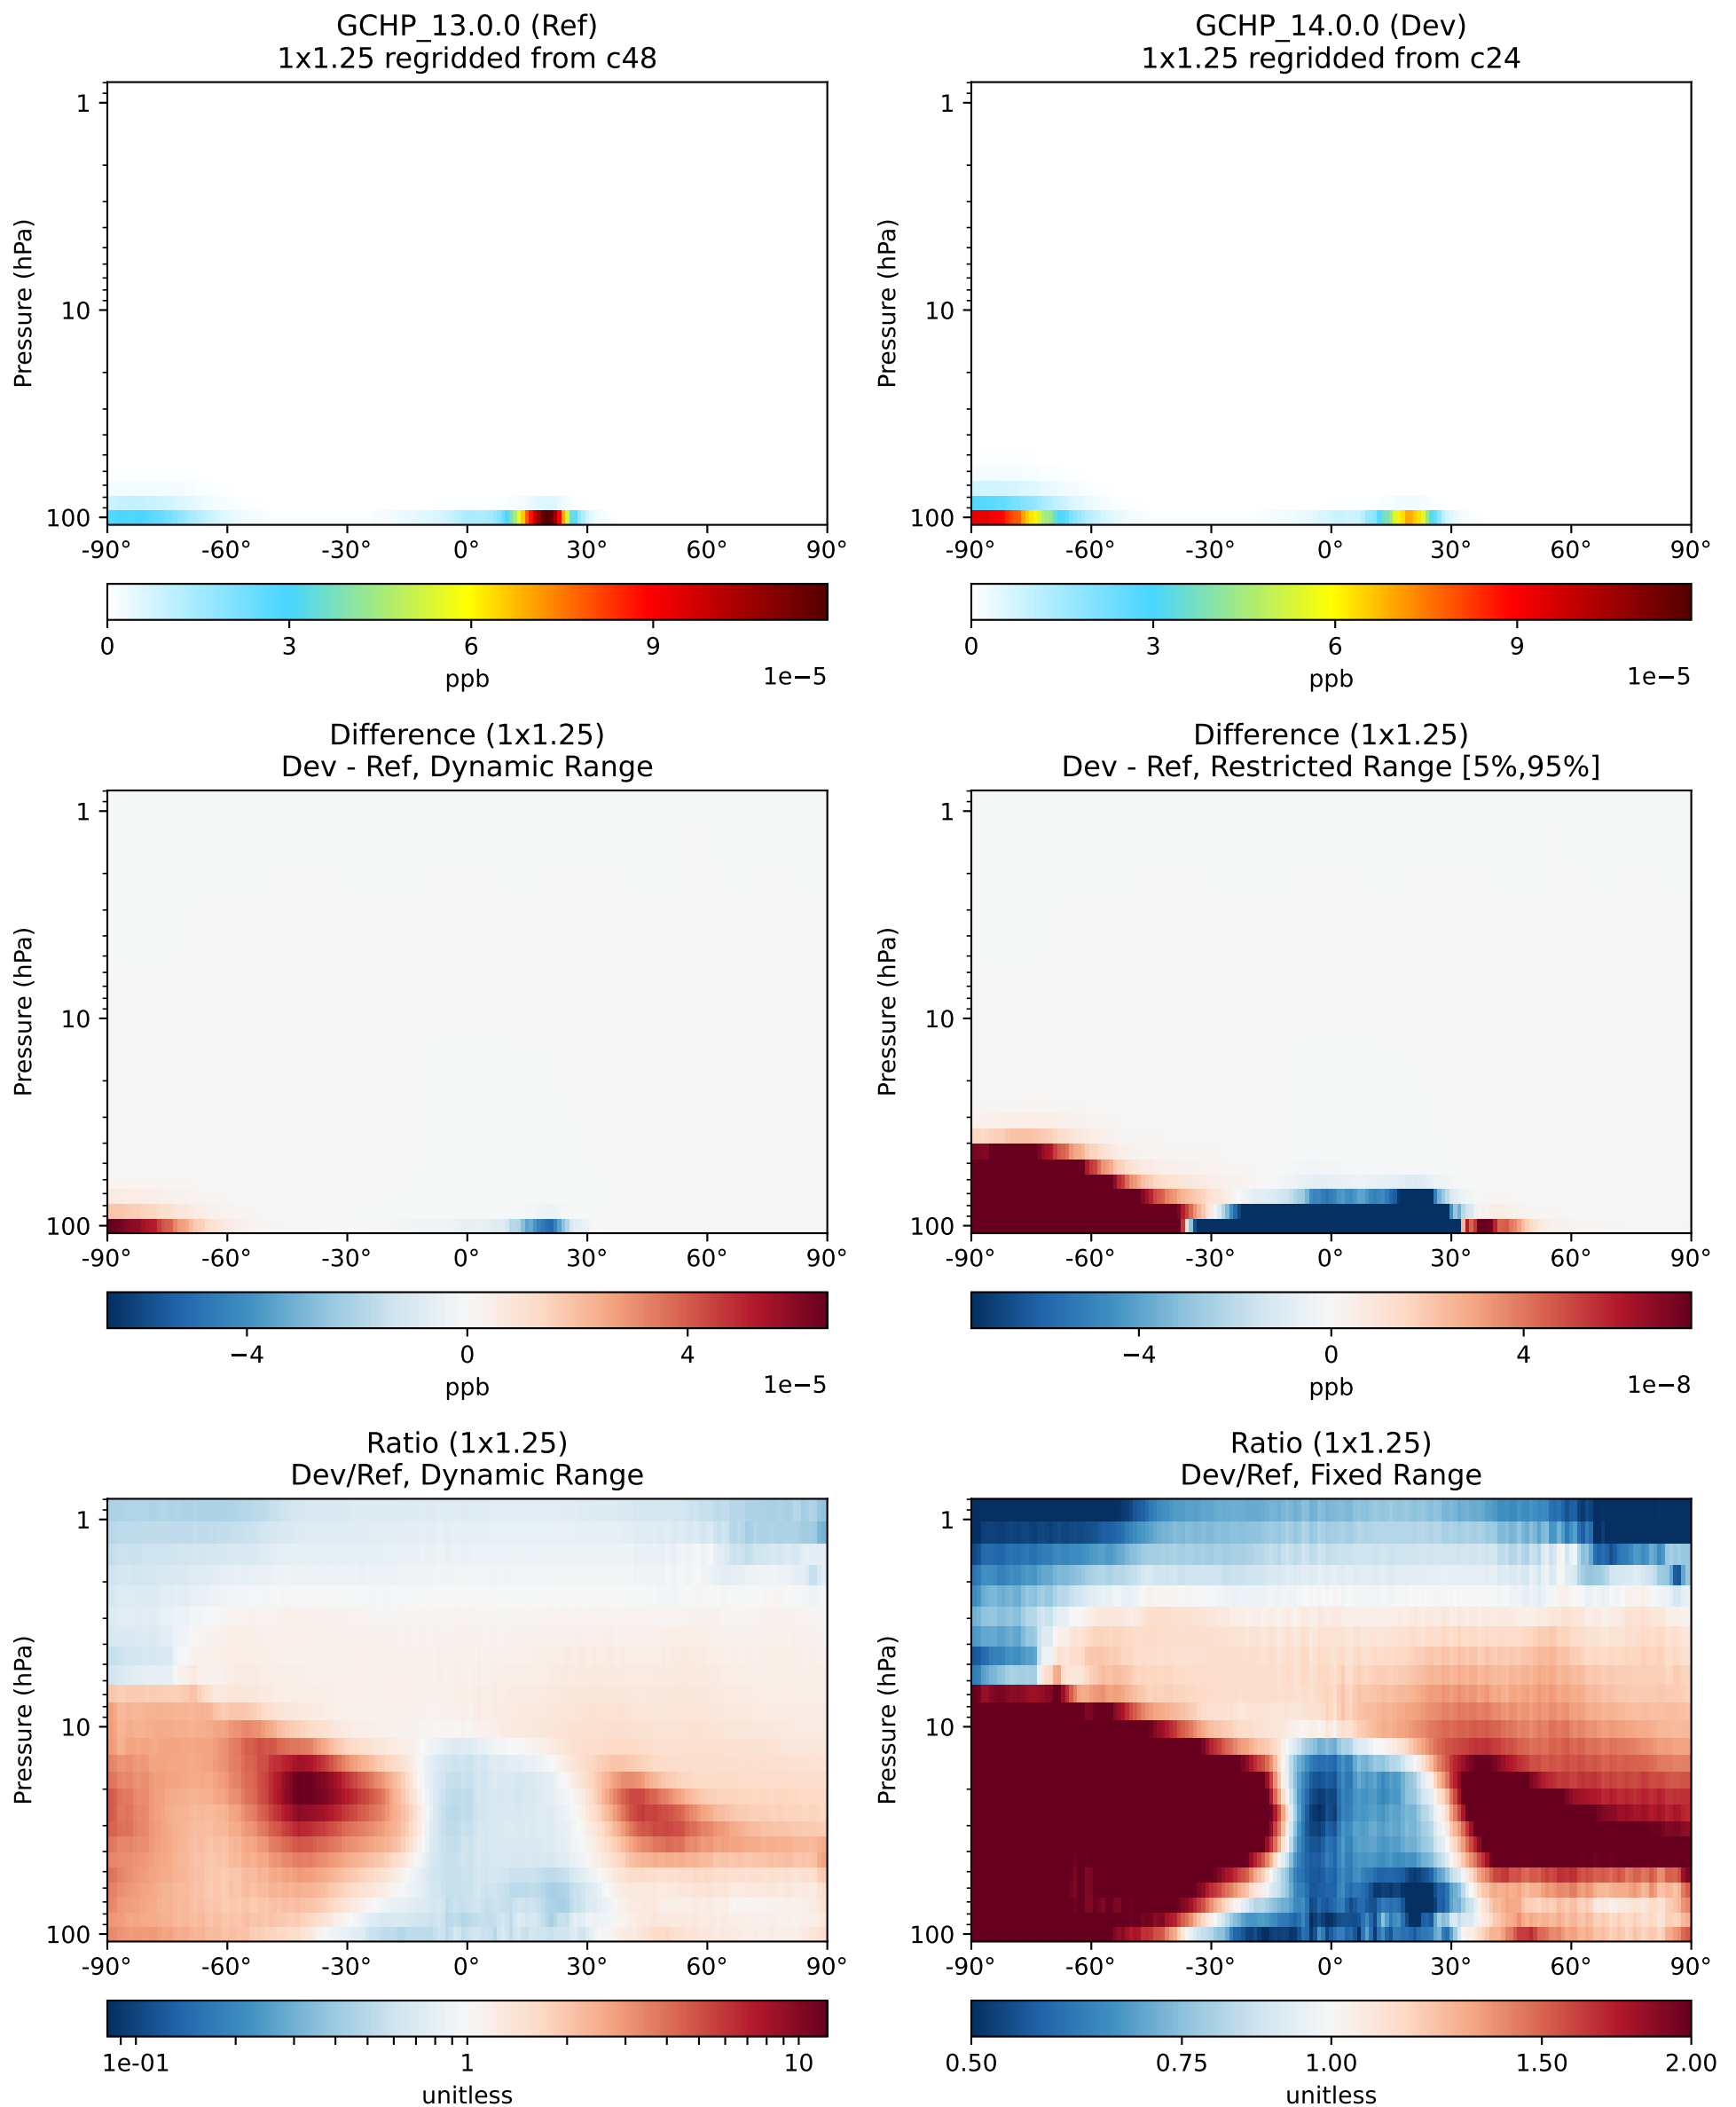 GCHP_13.0.0 (Ref)
1x1.25 regridded from c48
Pressure (hPa)
1
10
100
-90° -60° -30° 0° 30° 60° 90°
0 3 6 9
ppb
1e−5
GCHP_14.0.0 (Dev)
1x1.25 regridded from c24
Pressure (hPa)
1
10
100
-90° -60° -30° 0° 30° 60° 90°
0 3 6 9
ppb
1e−5
Difference (1x1.25)
Dev - Ref, Dynamic Range
Pressure (hPa)
1
10
100
-90° -60° -30° 0° 30° 60° 90°
−4 0 4
ppb
1e−5
Difference (1x1.25)
Dev - Ref, Restricted Range [5%,95%]
Pressure (hPa)
1
10
100
-90° -60° -30° 0° 30° 60° 90°
−4 0 4
ppb
1e−8
Ratio (1x1.25)
Dev/Ref, Dynamic Range
Pressure (hPa)
1
10
100
-90° -60° -30° 0° 30° 60° 90°
1e-01 1 10
unitless
Ratio (1x1.25)
Dev/Ref, Fixed Range
Pressure (hPa)
1
10
100
-90° -60° -30° 0° 30° 60° 90°
0.50 0.75 1.00 1.50 2.00
unitless